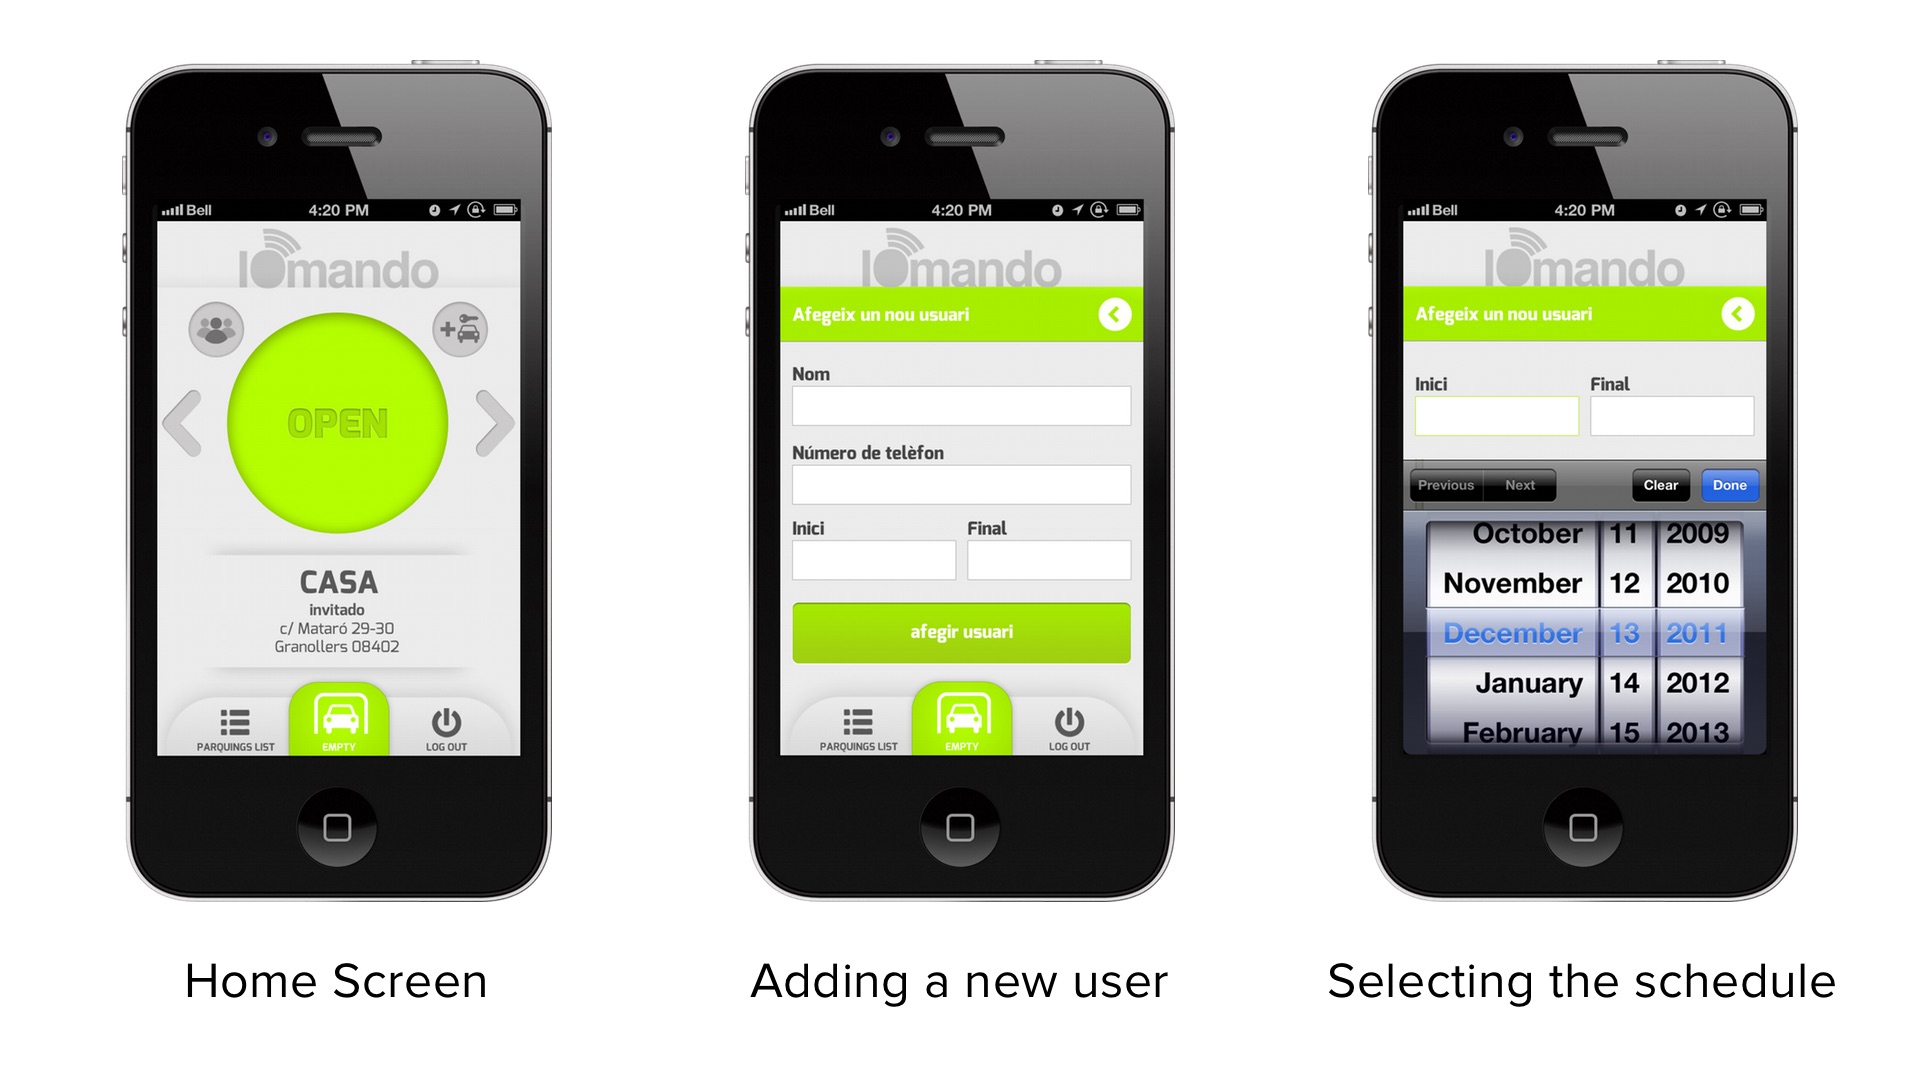 Bell 4:20 PM
lOmando
OPEN
CASA
invitado
c/ Mataró 29-30
Granollers 08402
PARQUINGS LIST EMPTY LOG OUT
Home Screen
Bell 4:20 PM
lOmando
Afegeix un nou usuari
Nom
Número de telèfon
Inici Final
afegir usuari
PARQUINGS LIST EMPTY LOG OUT
Adding a new user
Bell 4:20 PM
lOmando
Afegeix un nou usuari
Inici Final
Previous Next Clear Done
October 11 2009
November 12 2010
December 13 2011
January 14 2012
February 15 2013
Selecting the schedule